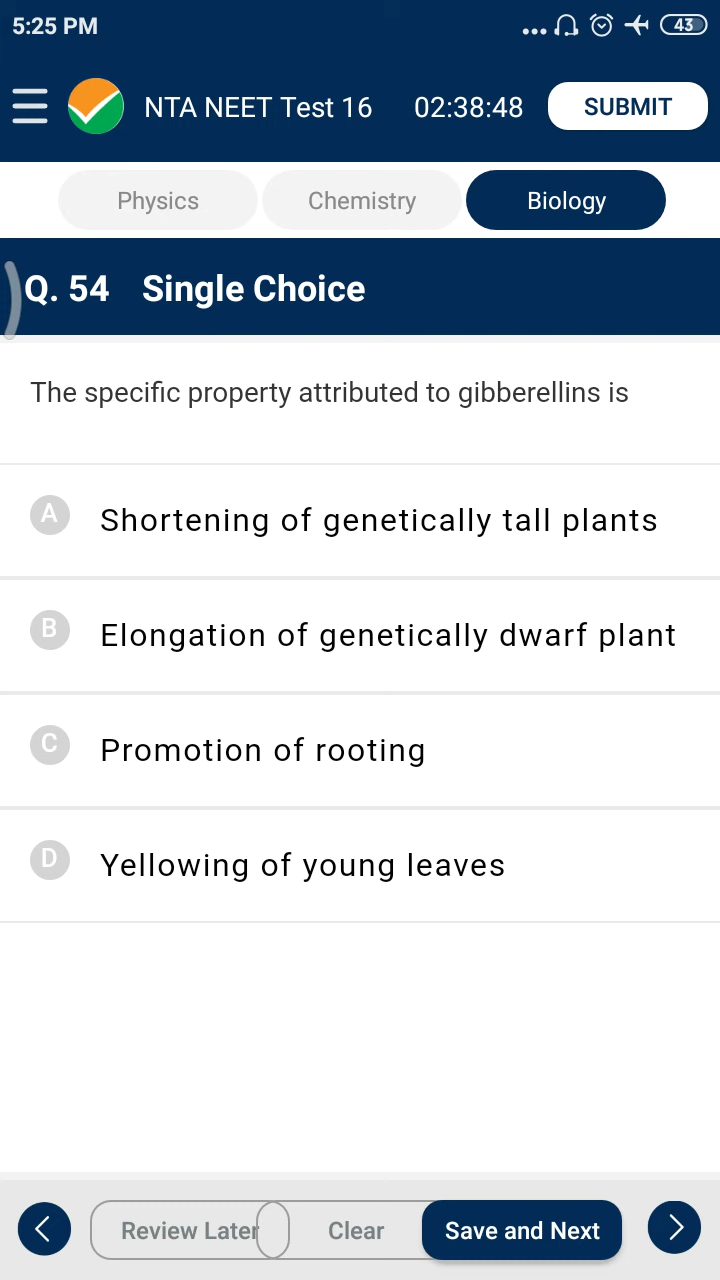 5:25 PM
43
NTA NEET Test 16 02:38:48 SUBMIT
Physics Chemistry Biology
Q. 54 Single Choice
The specific property attributed to gibberellins is
A Shortening of genetically tall plants
B Elongation of genetically dwarf plant
C Promotion of rooting
D Yellowing of young leaves
Review Later Clear Save and Next